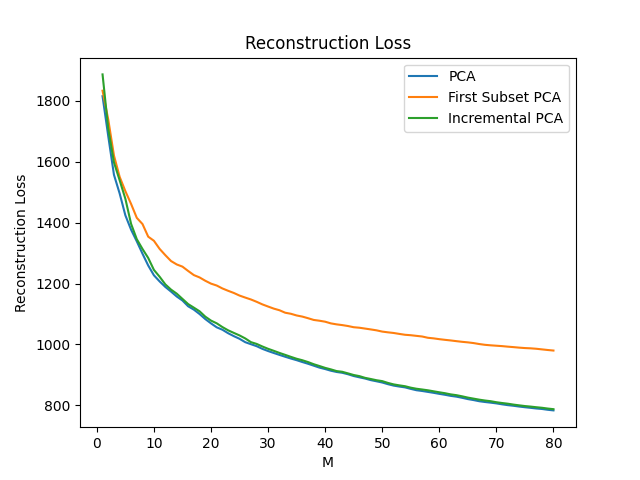 Reconstruction Loss
PCA
First Subset PCA
Incremental PCA
Reconstruction Loss
1800
1600
1400
1200
1000
800
0 10 20 30 40 50 60 70 80
M